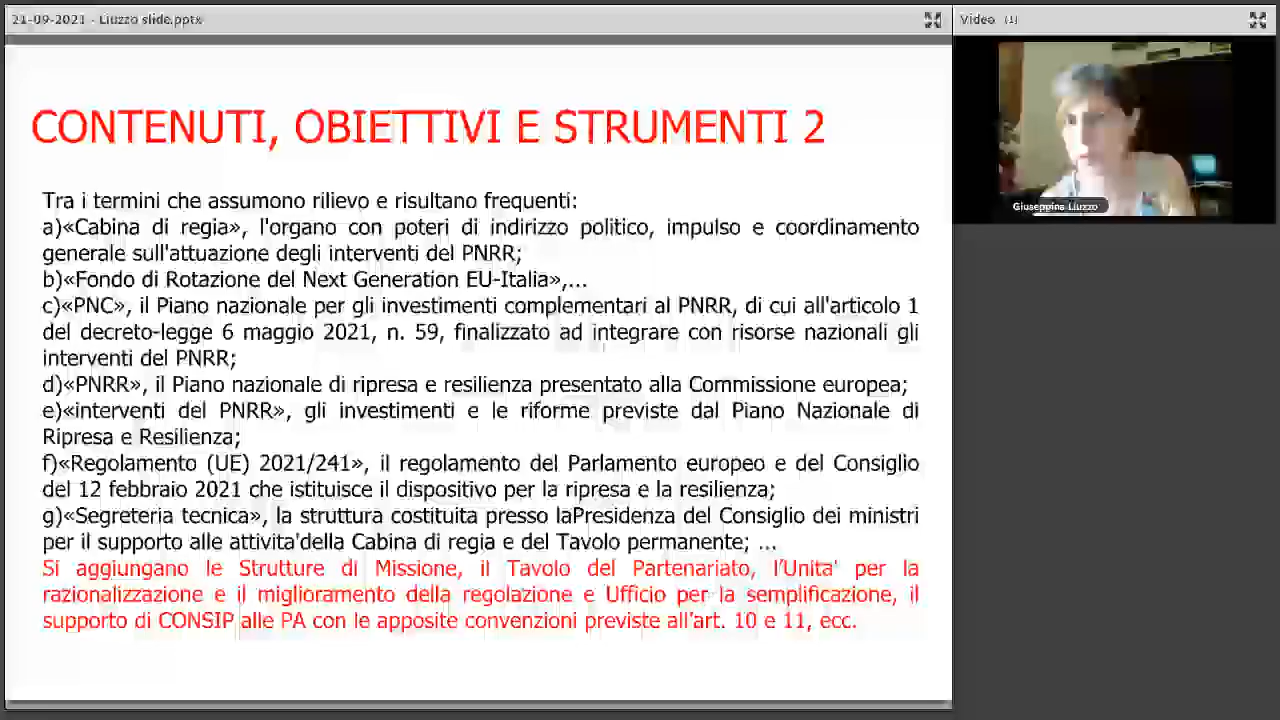 21-09-2021 - Liuzzo slide.pptx
Video (1)
CONTENUTI, OBIETTIVI E STRUMENTI 2
Tra i termini che assumono rilievo e risultano frequenti:
a)«Cabina di regia», l'organo con poteri di indirizzo politico, impulso e coordinamento
generale sull'attuazione degli interventi del PNRR;
b)«Fondo di Rotazione del Next Generation EU-Italia»,...
c)«PNC», il Piano nazionale per gli investimenti complementari al PNRR, di cui all'articolo 1
del decreto-legge 6 maggio 2021, n. 59, finalizzato ad integrare con risorse nazionali gli
interventi del PNRR;
d)«PNRR», il Piano nazionale di ripresa e resilienza presentato alla Commissione europea;
e)«interventi del PNRR», gli investimenti e le riforme previste dal Piano Nazionale di
Ripresa e Resilienza;
f)«Regolamento (UE) 2021/241», il regolamento del Parlamento europeo e del Consiglio
del 12 febbraio 2021 che istituisce il dispositivo per la ripresa e la resilienza;
g)«Segreteria tecnica», la struttura costituita presso laPresidenza del Consiglio dei ministri
per il supporto alle attivita'della Cabina di regia e del Tavolo permanente; ...
Si aggiungano le Strutture di Missione, il Tavolo del Partenariato, l'Unita' per la
razionalizzazione e il miglioramento della regolazione e Ufficio per la semplificazione, il
supporto di CONSIP alle PA con le apposite convenzioni previste all'art. 10 e 11, ecc.
Giuseppina Liuzzo